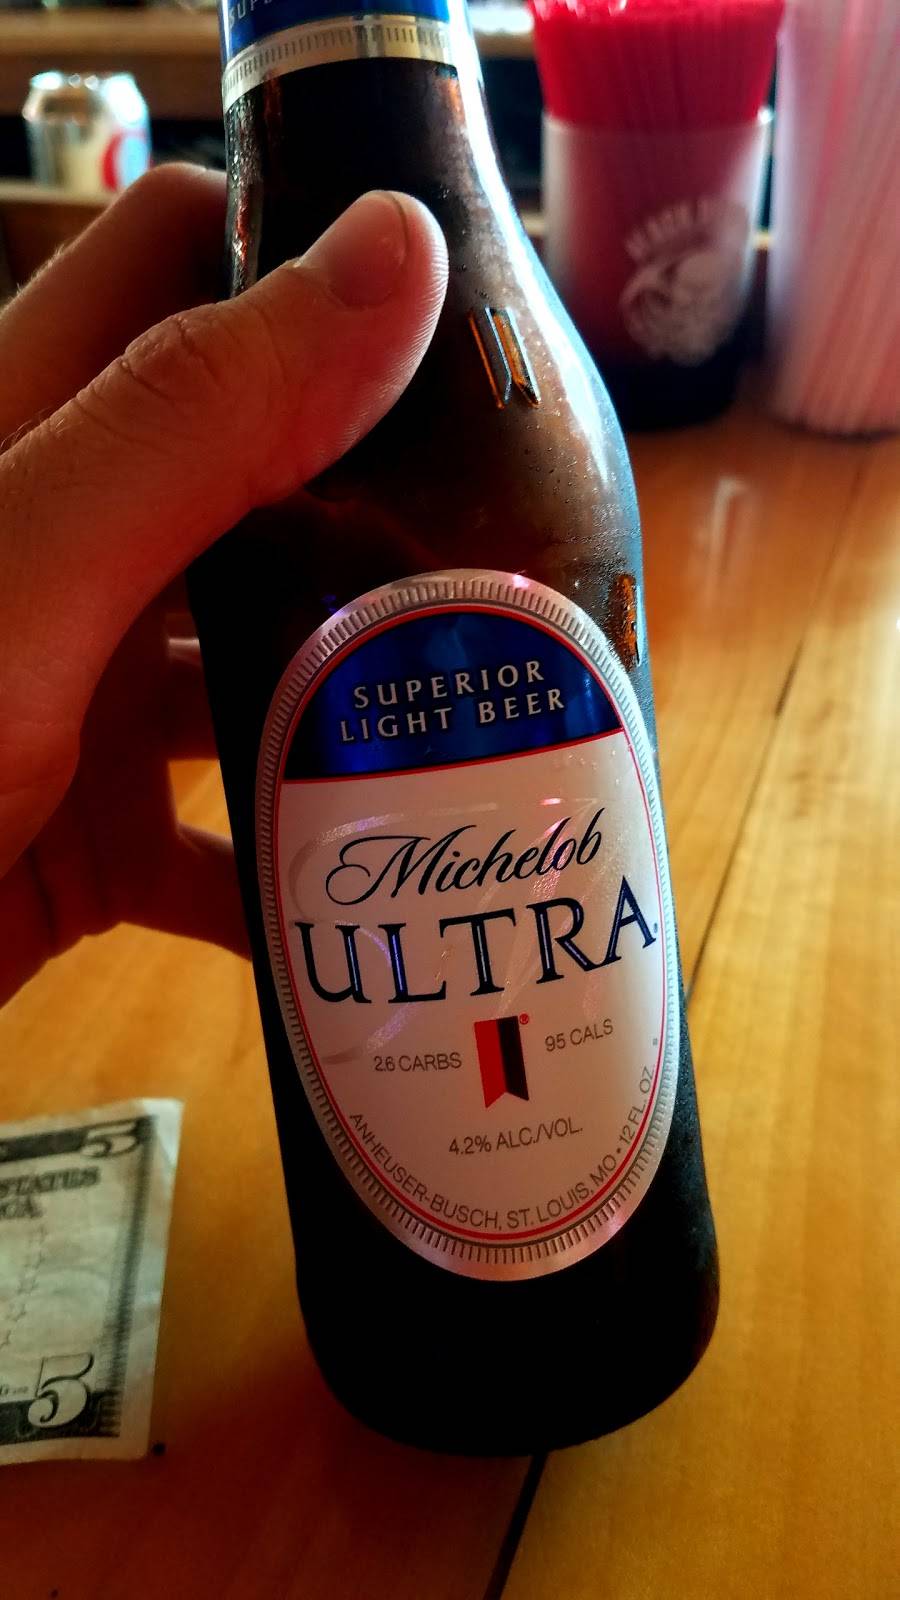 SUPERIOR
LIGHT BEER
Michelob
ULTRA
2.6 CARBS
95 CALS
4.2% ALC./VOL.
ANHEUSER-BUSCH, ST. LOUIS, MO • 12 FL. OZ.
5
5